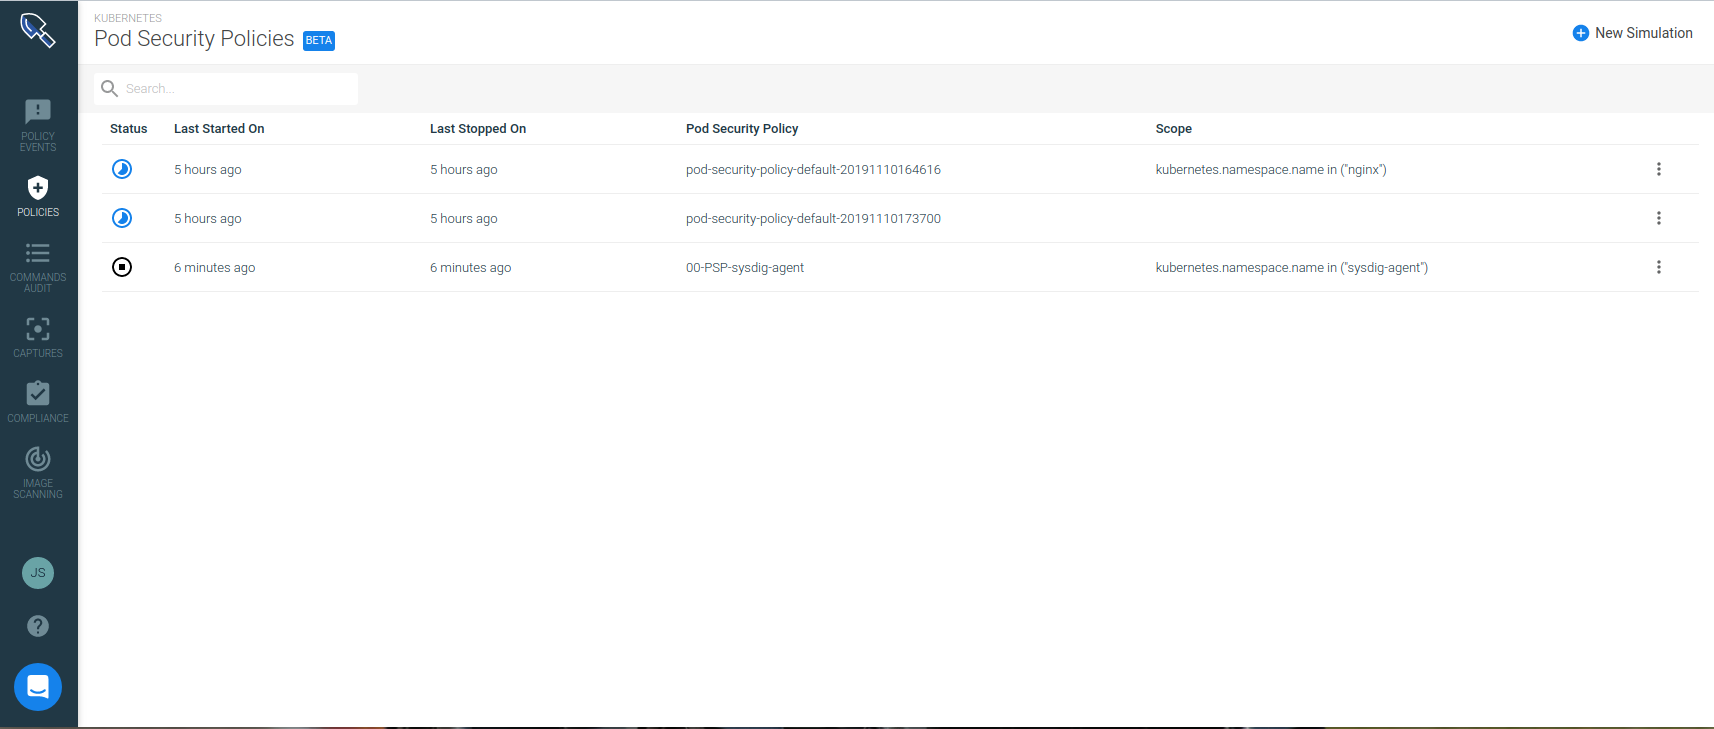 KUBERNETES
Pod Security Policies BETA
New Simulation
Search...
Status Last Started On Last Stopped On Pod Security Policy Scope
5 hours ago 5 hours ago pod-security-policy-default-20191110164616 kubernetes.namespace.name in ("nginx")
5 hours ago 5 hours ago pod-security-policy-default-20191110173700
6 minutes ago 6 minutes ago 00-PSP-sysdig-agent kubernetes.namespace.name in ("sysdig-agent")
POLICY
EVENTS
POLICIES
COMMANDS
AUDIT
CAPTURES
COMPLIANCE
IMAGE
SCANNING
JS